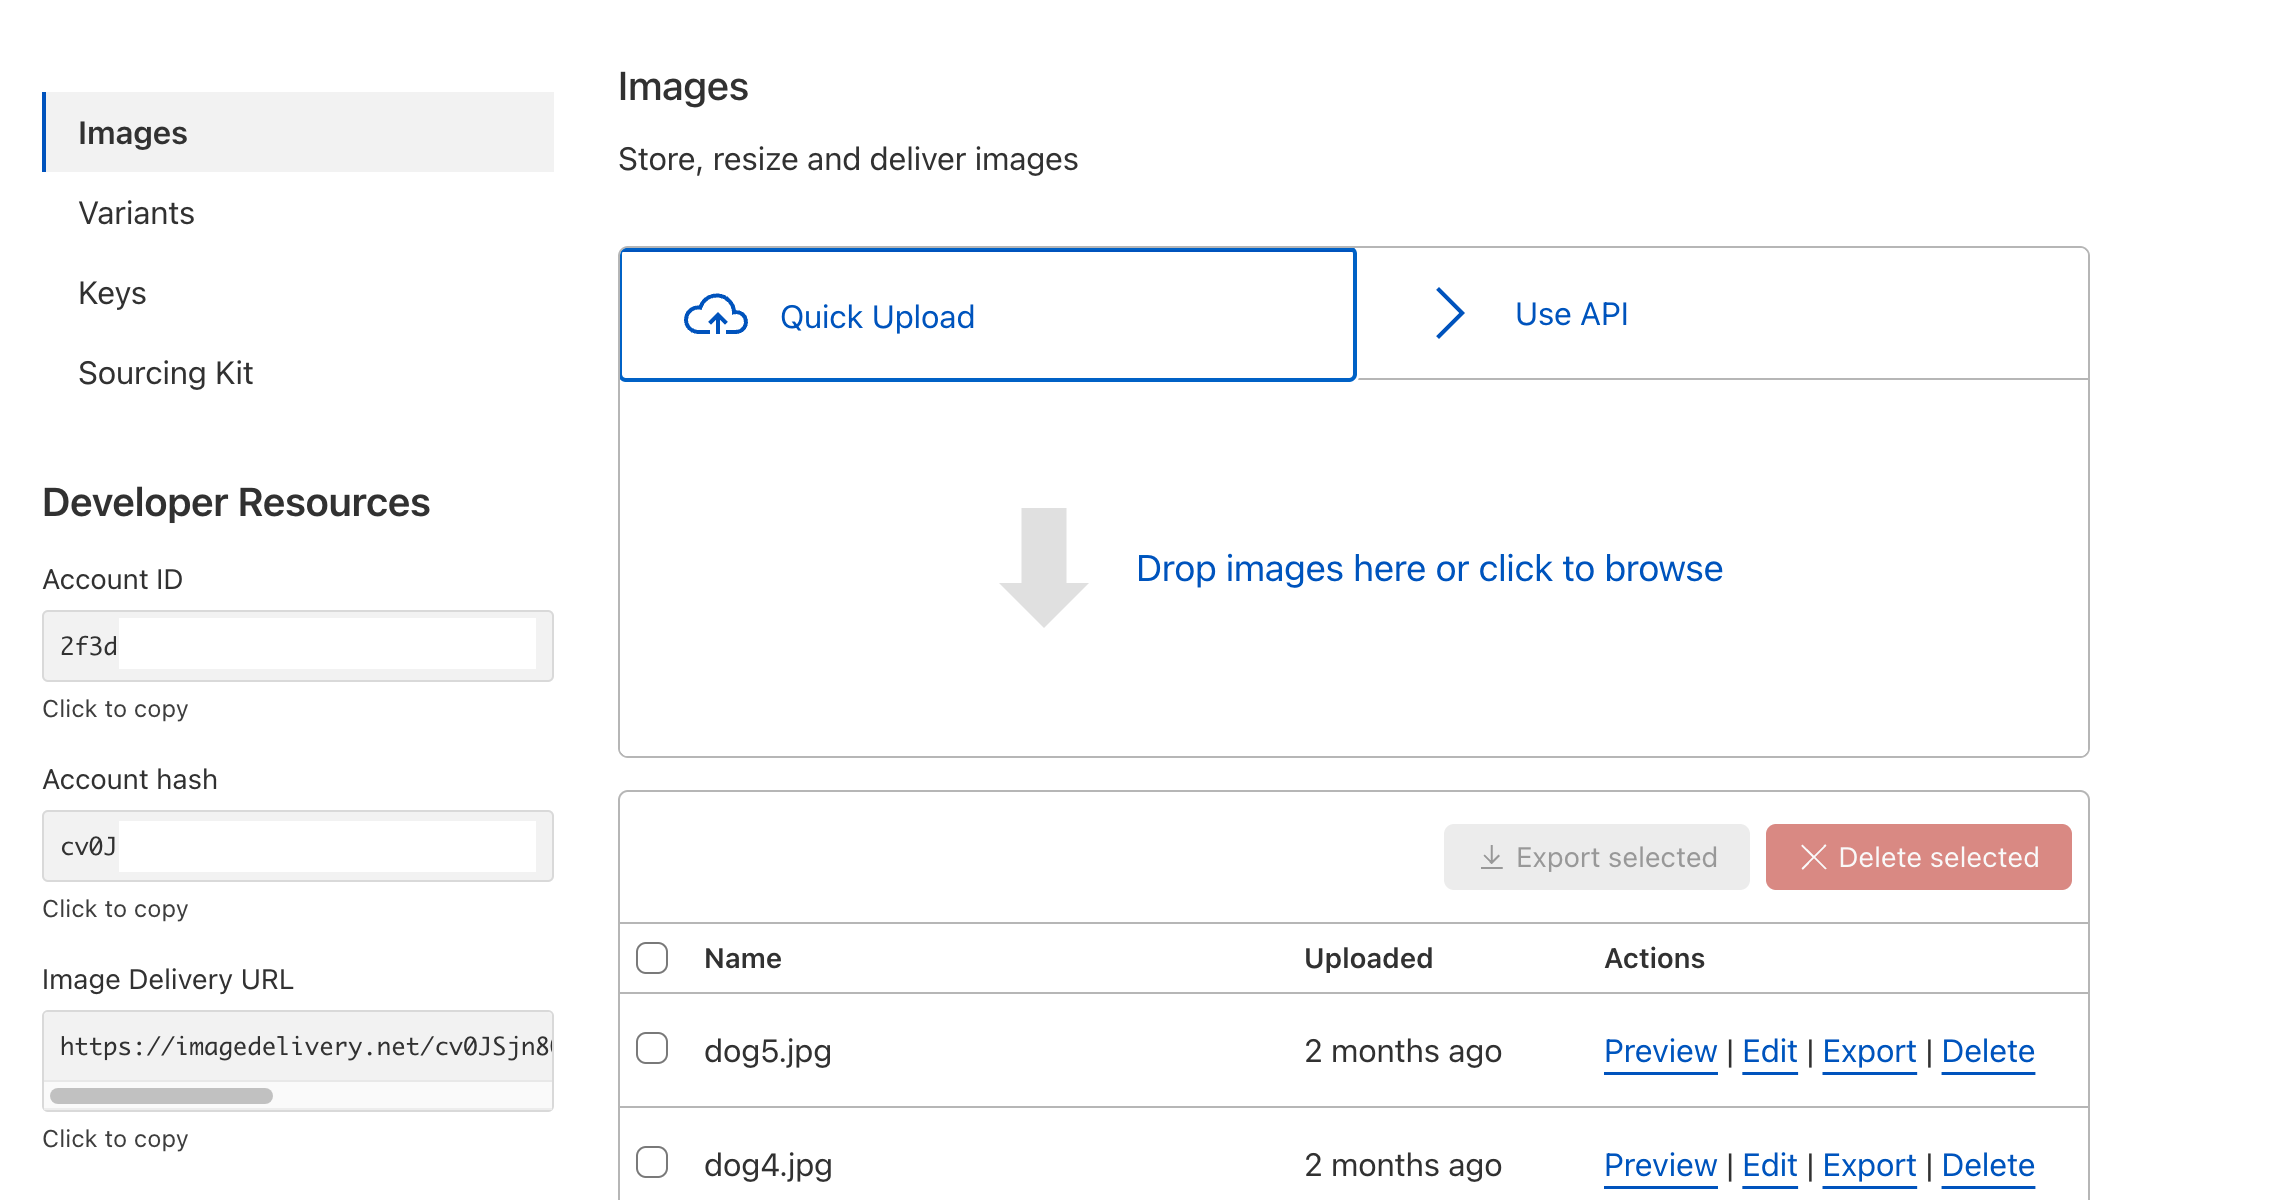 Images
Variants
Keys
Sourcing Kit
Developer Resources
Account ID
2f3d
Click to copy
Account hash
cv0J
Click to copy
Image Delivery URL
https://imagedelivery.net/cv0JSjn8
Click to copy
Images
Store, resize and deliver images
Quick Upload
Use API
Drop images here or click to browse
Export selected
Delete selected
Name Uploaded Actions
dog5.jpg 2 months ago Preview | Edit | Export | Delete
dog4.jpg 2 months ago Preview | Edit | Export | Delete